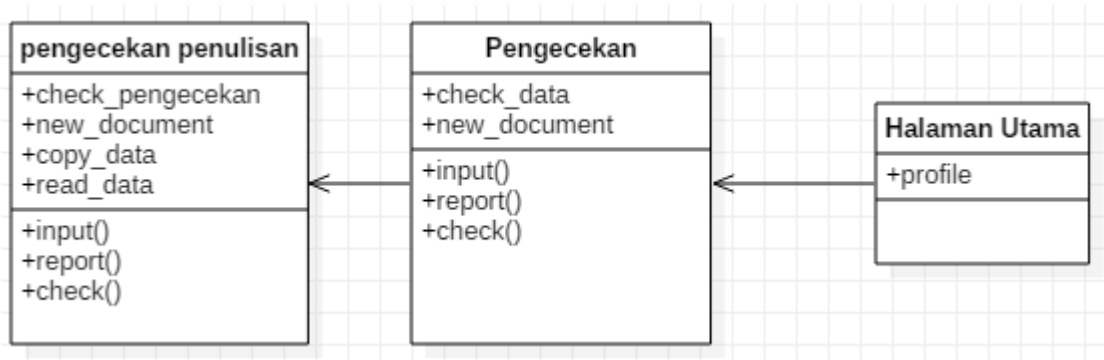 pengecekan penulisan
+check_pengecekan
+new_document
+copy_data
+read_data
+input()
+report()
+check()
Pengecekan
+check_data
+new_document
+input()
+report()
+check()
Halaman Utama
+profile